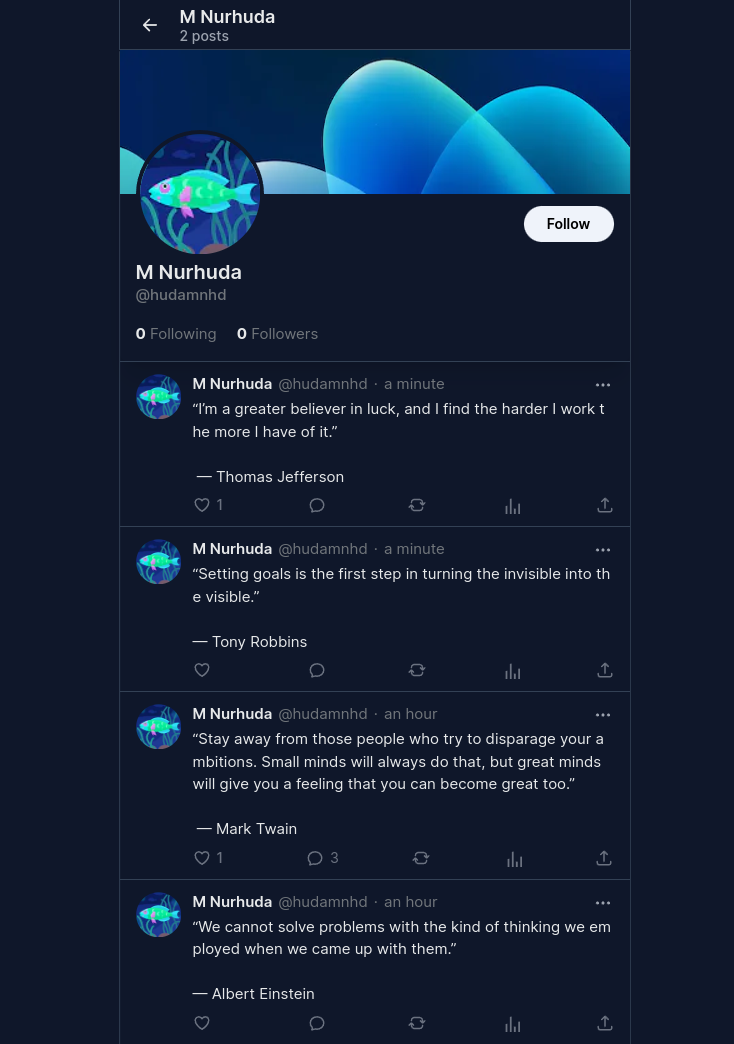 M Nurhuda
2 posts
Follow
M Nurhuda
@hudamnhd
0 Following 0 Followers
M Nurhuda @hudamnhd · a minute
“I’m a greater believer in luck, and I find the harder I work t
he more I have of it.”
— Thomas Jefferson
1
M Nurhuda @hudamnhd · a minute
“Setting goals is the first step in turning the invisible into th
e visible.”
— Tony Robbins
M Nurhuda @hudamnhd · an hour
“Stay away from those people who try to disparage your a
mbitions. Small minds will always do that, but great minds
will give you a feeling that you can become great too.”
— Mark Twain
1 3
M Nurhuda @hudamnhd · an hour
“We cannot solve problems with the kind of thinking we em
ployed when we came up with them.”
— Albert Einstein